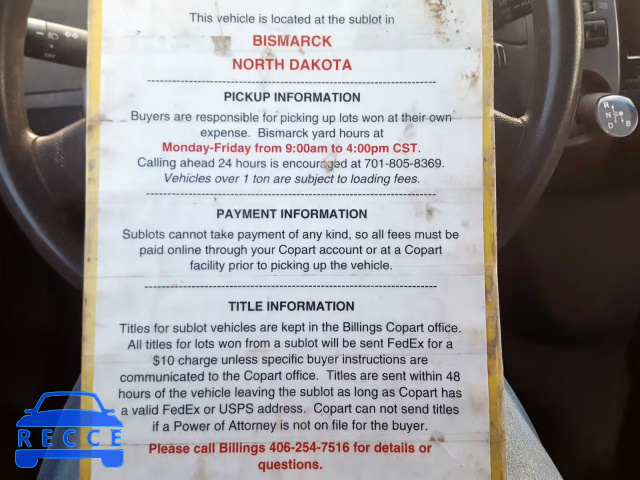 This vehicle is located at the sublot in
BISMARCK
NORTH DAKOTA
PICKUP INFORMATION
Buyers are responsible for picking up lots won at their own
expense. Bismarck yard hours at
Monday-Friday from 9:00am to 4:00pm CST.
Calling ahead 24 hours is encouraged at 701-805-8369.
Vehicles over 1 ton are subject to loading fees.
PAYMENT INFORMATION
Sublots cannot take payment of any kind, so all fees must be
paid online through your Copart account or at a Copart
facility prior to picking up the vehicle.
TITLE INFORMATION
Titles for sublot vehicles are kept in the Billings Copart office.
All titles for lots won from a sublot will be sent FedEx for a
$10 charge unless specific buyer instructions are
communicated to the Copart office. Titles are sent within 48
hours of the vehicle leaving the sublot as long as Copart has
a valid FedEx or USPS address. Copart can not send titles
if a Power of Attorney is not on file for the buyer.
Please call Billings 406-254-7516 for details or
questions.
R
N
D B
RECCE